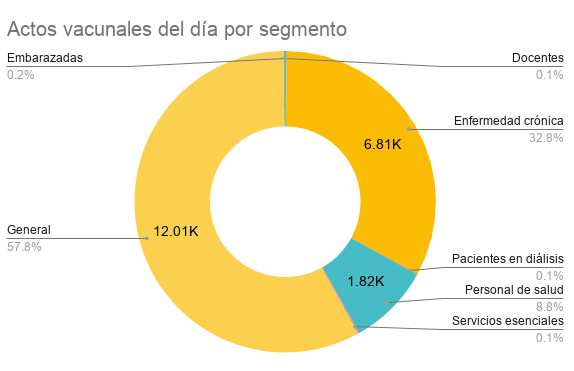 Actos vacunales del día por segmento
Embarazadas
0.2%
Docentes
0.1%
Enfermedad crónica
32.8%
6.81K
General
57.8%
12.01K
Pacientes en diálisis
0.1%
1.82K
Personal de salud
8.8%
Servicios esenciales
0.1%